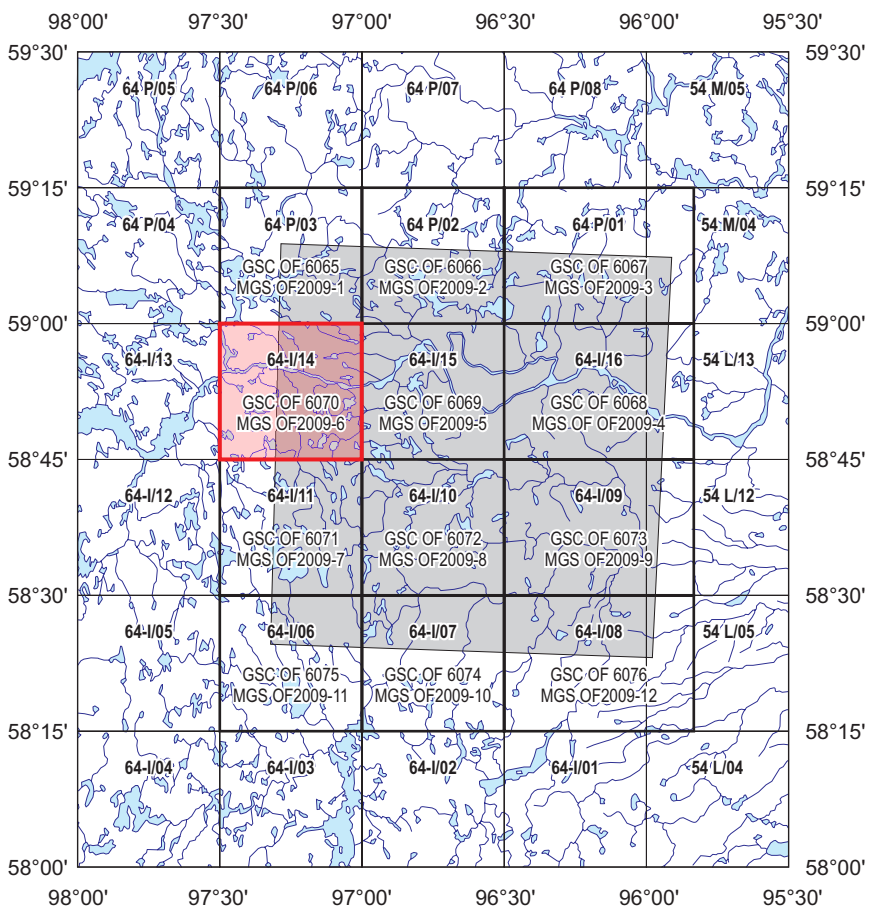 98°00' 97°30' 97°00' 96°30' 96°00' 95°30'
59°30' 59°30'
64 P/05 64 P/06 64 P/07 64 P/08 54 M/05
59°15' 59°15'
64 P/04 64 P/03 64 P/02 64 P/01 54 M/04
GSC OF 6065 GSC OF 6066 GSC OF 6067
MGS OF2009-1 MGS OF2009-2 MGS OF2009-3
59°00' 59°00'
64-I/13 64-I/14 64-I/15 64-I/16 54 L/13
GSC OF 6070 GSC OF 6069 GSC OF 6068
MGS OF2009-6 MGS OF2009-5 MGS OF OF2009-4
58°45' 58°45'
64-I/12 64-I/11 64-I/10 64-I/09 54 L/12
GSC OF 6071 GSC OF 6072 GSC OF 6073
MGS OF2009-7 MGS OF2009-8 MGS OF2009-9
58°30' 58°30'
64-I/05 64-I/06 64-I/07 64-I/08 54 L/05
GSC OF 6075 GSC OF 6074 GSC OF 6076
MGS OF2009-11 MGS OF2009-10 MGS OF2009-12
58°15' 58°15'
64-I/04 64-I/03 64-I/02 64-I/01 54 L/04
58°00' 58°00'
98°00' 97°30' 97°00' 96°30' 96°00' 95°30'